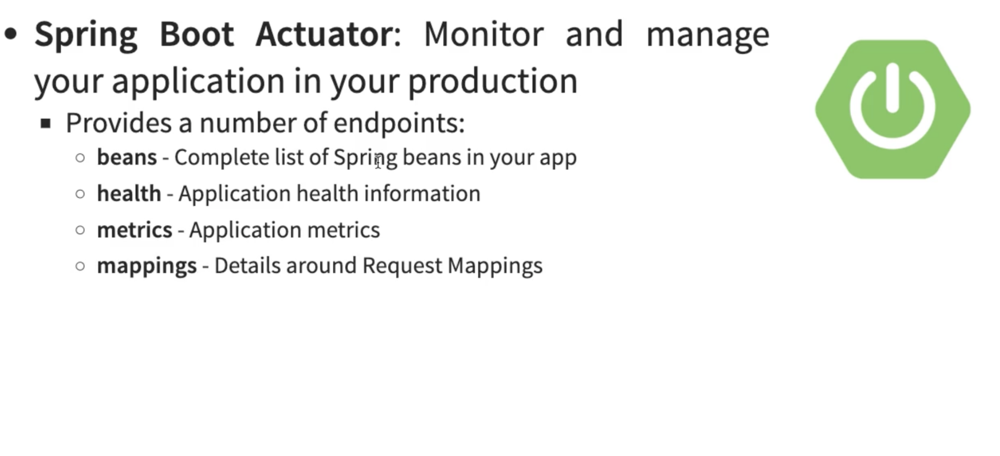 • Spring Boot Actuator: Monitor and manage
your application in your production
▪ Provides a number of endpoints:
○ beans - Complete list of Spring beans in your app
○ health - Application health information
○ metrics - Application metrics
○ mappings - Details around Request Mappings